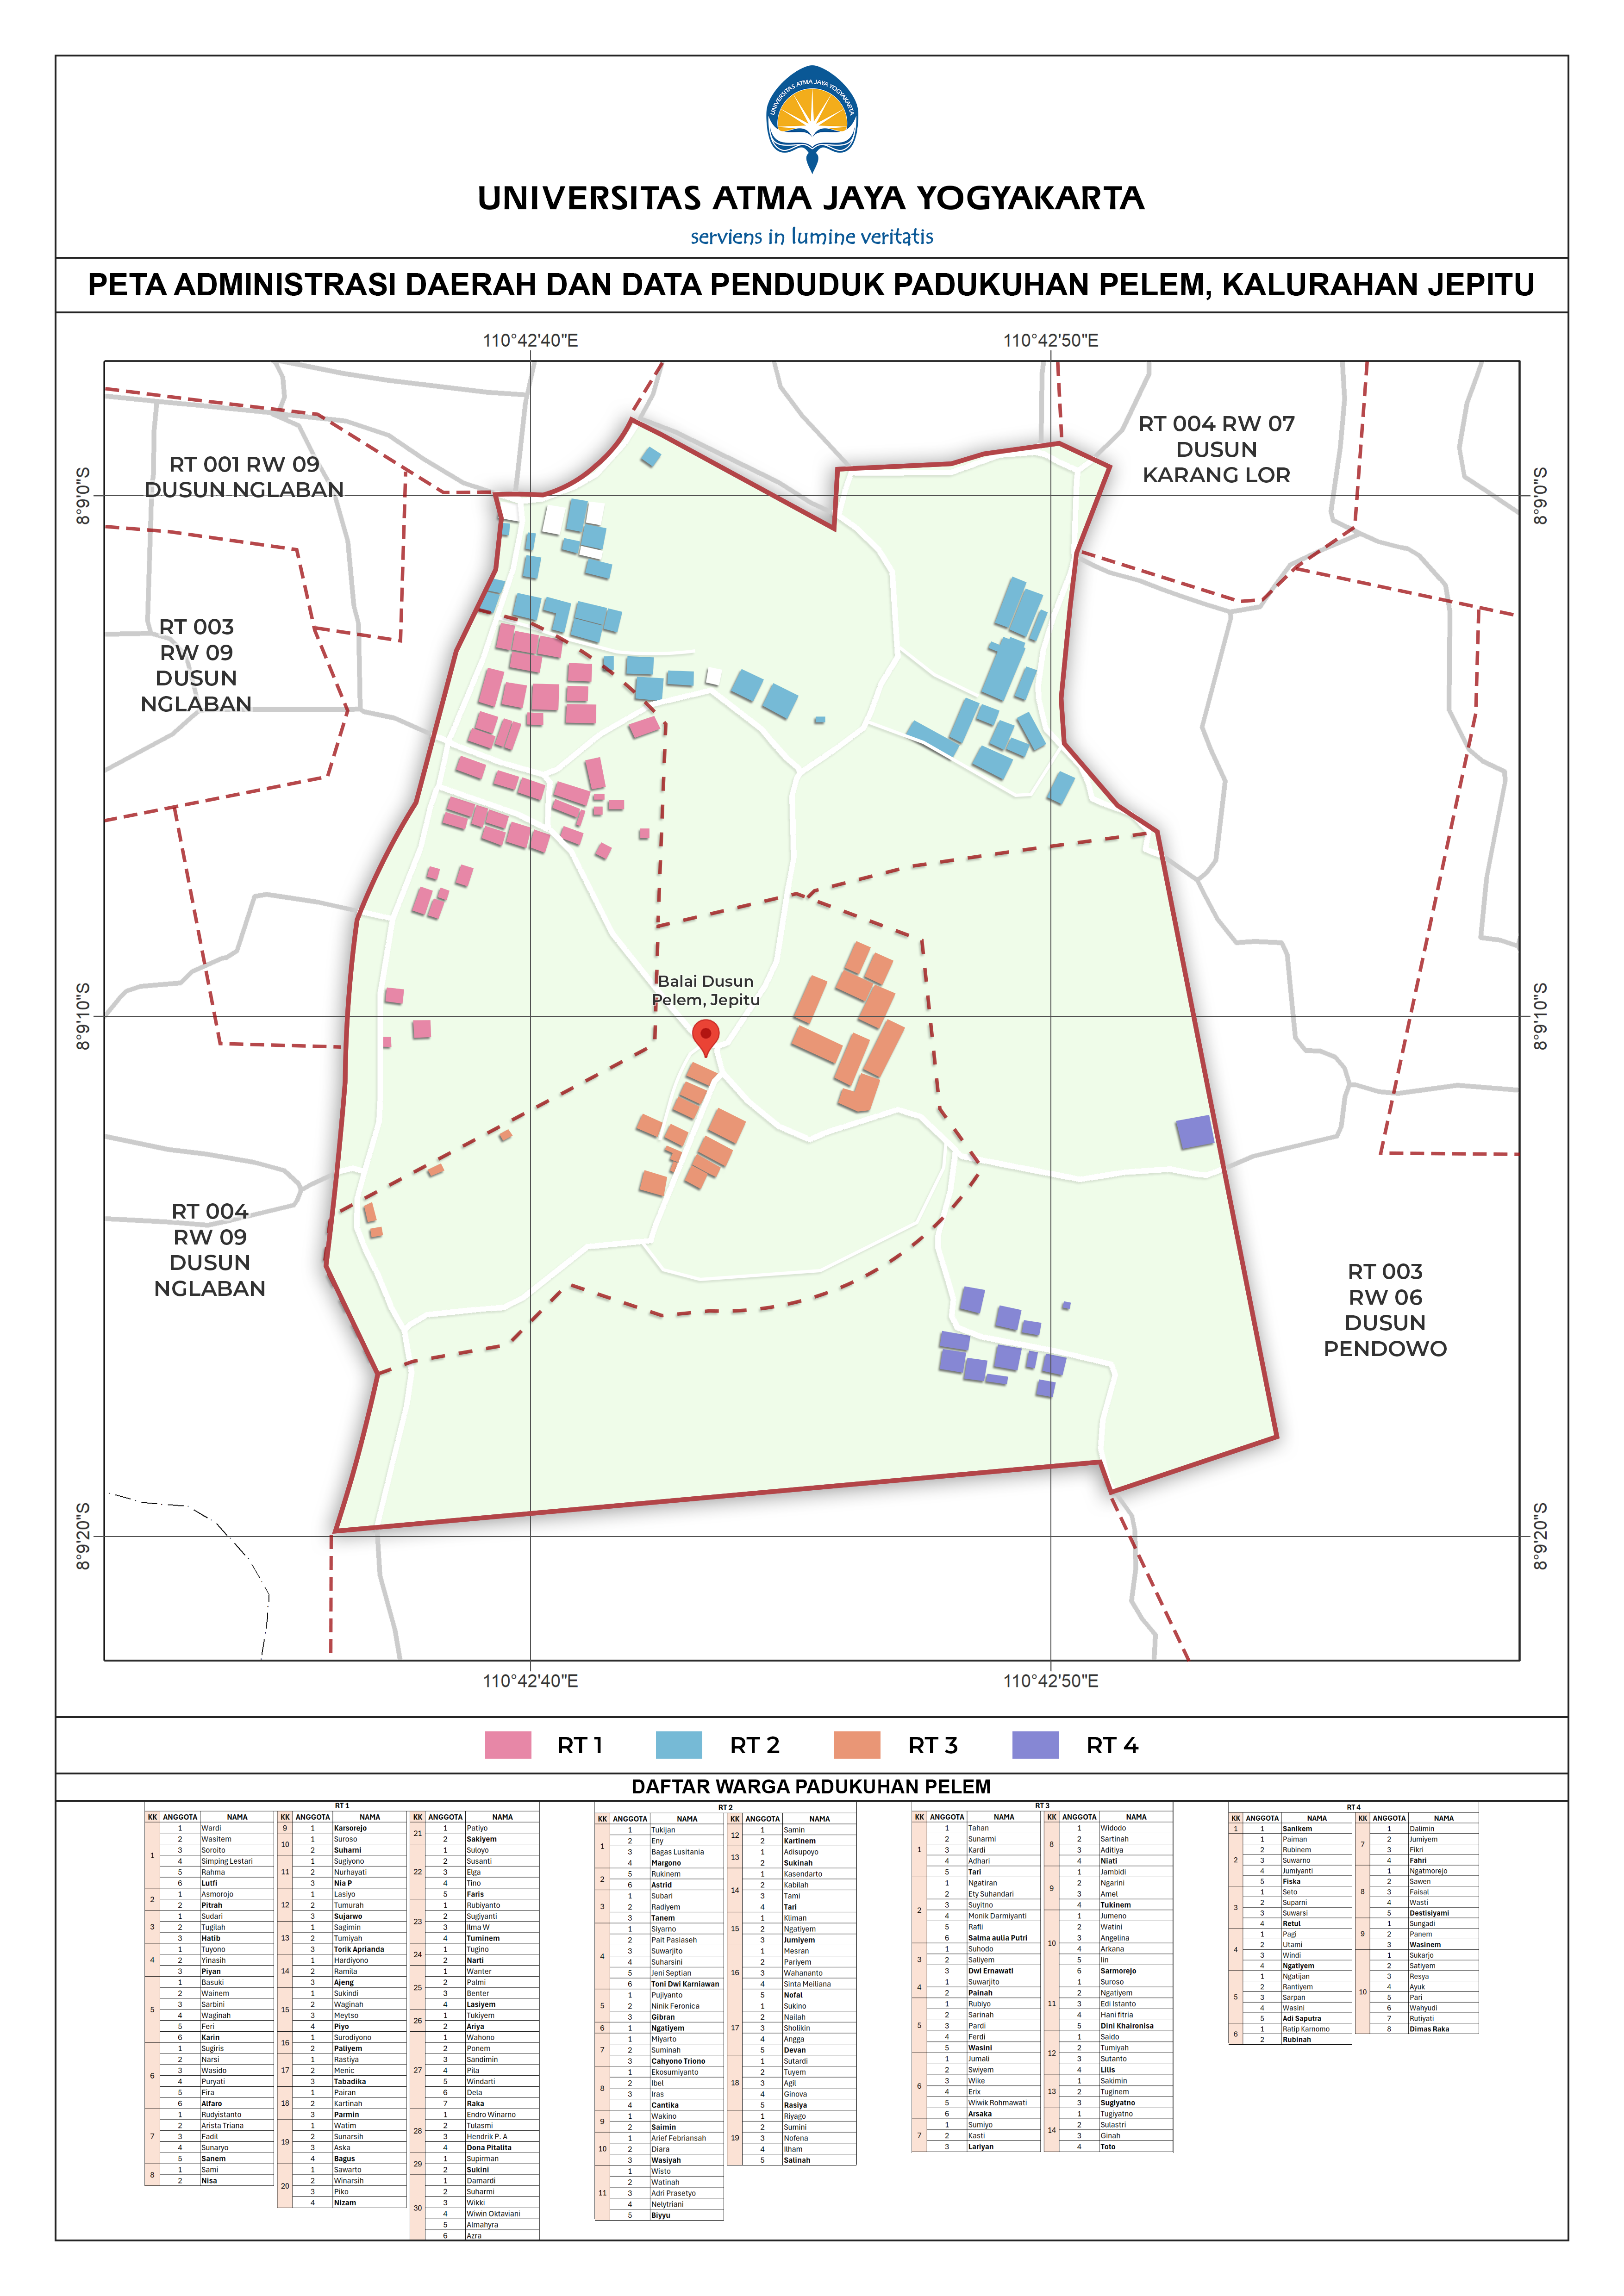 UNIVERSITAS ATMA JAYA YOGYAKARTA
UNIVERSITAS ATMA JAYA YOGYAKARTA
serviens in lumine veritatis
PETA ADMINISTRASI DAERAH DAN DATA PENDUDUK PADUKUHAN PELEM, KALURAHAN JEPITU
110°42'40"E 110°42'50"E
8°9'0"S 8°9'0"S
RT 001 RW 09
DUSUN NGLABAN
RT 004 RW 07
DUSUN
KARANG LOR
RT 003
RW 09
DUSUN
NGLABAN
8°9'10"S 8°9'10"S
Balai Dusun
Pelem, Jepitu
RT 004
RW 09
DUSUN
NGLABAN
RT 003
RW 06
DUSUN
PENDOWO
8°9'20"S 8°9'20"S
110°42'40"E 110°42'50"E
RT 1 RT 2 RT 3 RT 4
DAFTAR WARGA PADUKUHAN PELEM
RT 1
KK ANGGOTA NAMA
1 1 Wardi
2 Wasitem
3 Soroito
4 Simping Lestari
5 Rahma
6 Lutfi
2 1 Asmorojo
2 Pitrah
3 1 Sudari
2 Tugilah
3 Hatib
4 1 Tuyono
2 Yinasih
3 Piyan
5 1 Basuki
2 Wainem
3 Sarbini
4 Waginah
5 Feri
6 Karin
6 1 Sugiris
2 Narsi
3 Wasido
4 Puryati
5 Fira
6 Alfaro
7 1 Rudyistanto
2 Arista Triana
3 Fadil
4 Sunaryo
5 Sanem
8 1 Sami
2 Nisa
KK ANGGOTA NAMA
9 1 Karsorejo
10 1 Suroso
2 Suharni
11 1 Sugiyono
2 Nurhayati
3 Nia P
12 1 Lasiyo
2 Tumurah
3 Sujarwo
13 1 Sagimin
2 Tumiyah
3 Torik Aprianda
14 1 Hardiyono
2 Ramila
3 Ajeng
15 1 Sukindi
2 Waginah
3 Meytso
4 Piyo
16 1 Surodiyono
2 Paliyem
17 1 Rastiya
2 Menic
3 Tabadika
18 1 Pairan
2 Kartinah
3 Parmin
19 1 Watim
2 Sunarsih
3 Aska
4 Bagus
20 1 Sawarto
2 Winarsih
3 Piko
4 Nizam
KK ANGGOTA NAMA
21 1 Patiyo
2 Sakiyem
22 1 Suloyo
2 Susanti
3 Elga
4 Tino
5 Faris
23 1 Rubiyanto
2 Sugiyanti
3 Ilma W
4 Tuminem
24 1 Tugino
2 Narti
25 1 Wanter
2 Palmi
3 Benter
4 Lasiyem
26 1 Tukiyem
2 Ariya
27 1 Wahono
2 Ponem
3 Sandimin
4 Pila
5 Windarti
6 Dela
7 Raka
28 1 Endro Winarno
2 Tulasmi
3 Hendrik P. A
4 Dona Pitalita
29 1 Supirman
2 Sukini
30 1 Damardi
2 Suharmi
3 Wikki
4 Wiwin Oktaviani
5 Almahyra
6 Azra
RT 2
KK ANGGOTA NAMA
1 1 Tukijan
2 Eny
3 Bagas Lusitania
4 Margono
2 5 Rukinem
6 Astrid
3 1 Subari
2 Radiyem
3 Tanem
4 1 Siyarno
2 Pait Pasiaseh
3 Suwarjito
4 Suharsini
5 Jeni Septian
6 Toni Dwi Karniawan
5 1 Pujiyanto
2 Ninik Feronica
3 Gibran
6 1 Ngatiyem
7 1 Miyarto
2 Suminah
3 Cahyono Triono
8 1 Ekosumiyanto
2 Ibel
3 Iras
4 Cantika
9 1 Wakino
2 Saimin
10 1 Arief Febriansah
2 Diara
3 Wasiyah
11 1 Wisto
2 Watinah
3 Adri Prasetyo
4 Nelytriani
5 Biyyu
KK ANGGOTA NAMA
12 1 Samin
2 Kartinem
13 1 Adisupoyo
2 Sukinah
14 1 Kasendarto
2 Kabilah
3 Tami
4 Tari
15 1 Kliman
2 Ngatiyem
3 Jumiyem
16 1 Mesran
2 Pariyem
3 Wahananto
4 Sinta Meiliana
5 Nofal
17 1 Sukino
2 Nailah
3 Sholikin
4 Angga
5 Devan
18 1 Sutardi
2 Tuyem
3 Agil
4 Ginova
5 Rasiya
19 1 Riyago
2 Sumini
3 Nofena
4 Ilham
5 Salinah
RT 3
KK ANGGOTA NAMA
1 1 Tahan
2 Sunarmi
3 Kardi
4 Adhari
5 Tari
2 1 Ngatiran
2 Ety Suhandari
3 Suyitno
4 Monik Darmiyanti
5 Rafli
6 Salma aulia Putri
3 1 Suhodo
2 Saliyem
3 Dwi Ernawati
4 1 Suwarjito
2 Painah
5 1 Rubiyo
2 Sarinah
3 Pardi
4 Ferdi
5 Wasini
6 1 Jumali
2 Swiyem
3 Wike
4 Erix
5 Wiwik Rohmawati
6 Arsaka
7 1 Sumiyo
2 Kasti
3 Lariyan
KK ANGGOTA NAMA
8 1 Widodo
2 Sartinah
3 Aditiya
4 Niati
9 1 Jambidi
2 Ngarini
3 Amel
4 Tukinem
10 1 Jumeno
2 Watini
3 Angelina
4 Arkana
5 Iin
6 Sarmorejo
11 1 Suroso
2 Ngatiyem
3 Edi Istanto
4 Hani fitria
5 Dini Khaironisa
12 1 Saido
2 Tumiyah
3 Sutanto
4 Lilis
13 1 Sakimin
2 Tuginem
3 Sugiyatno
14 1 Tugiyatno
2 Sulastri
3 Ginah
4 Toto
RT 4
KK ANGGOTA NAMA
1 1 Sanikem
2 1 Paiman
2 Rubinem
3 Suwarno
4 Jumiyanti
5 Fiska
3 1 Seto
2 Suparni
3 Suwarsi
4 Retul
4 1 Pagi
2 Utami
3 Windi
4 Ngatiyem
5 1 Ngatijan
2 Rantiyem
3 Sarpan
4 Wasini
5 Adi Saputra
6 1 Ratip Karnomo
2 Rubinah
KK ANGGOTA NAMA
7 1 Dalimin
2 Jumiyem
3 Fikri
4 Fahri
8 1 Ngatmorejo
2 Sawen
3 Faisal
4 Wasti
5 Destisiyami
9 1 Sungadi
2 Panem
3 Wasinem
10 1 Sukarjo
2 Satiyem
3 Resya
4 Ayuk
5 Pari
6 Wahyudi
7 Rutiyati
8 Dimas Raka